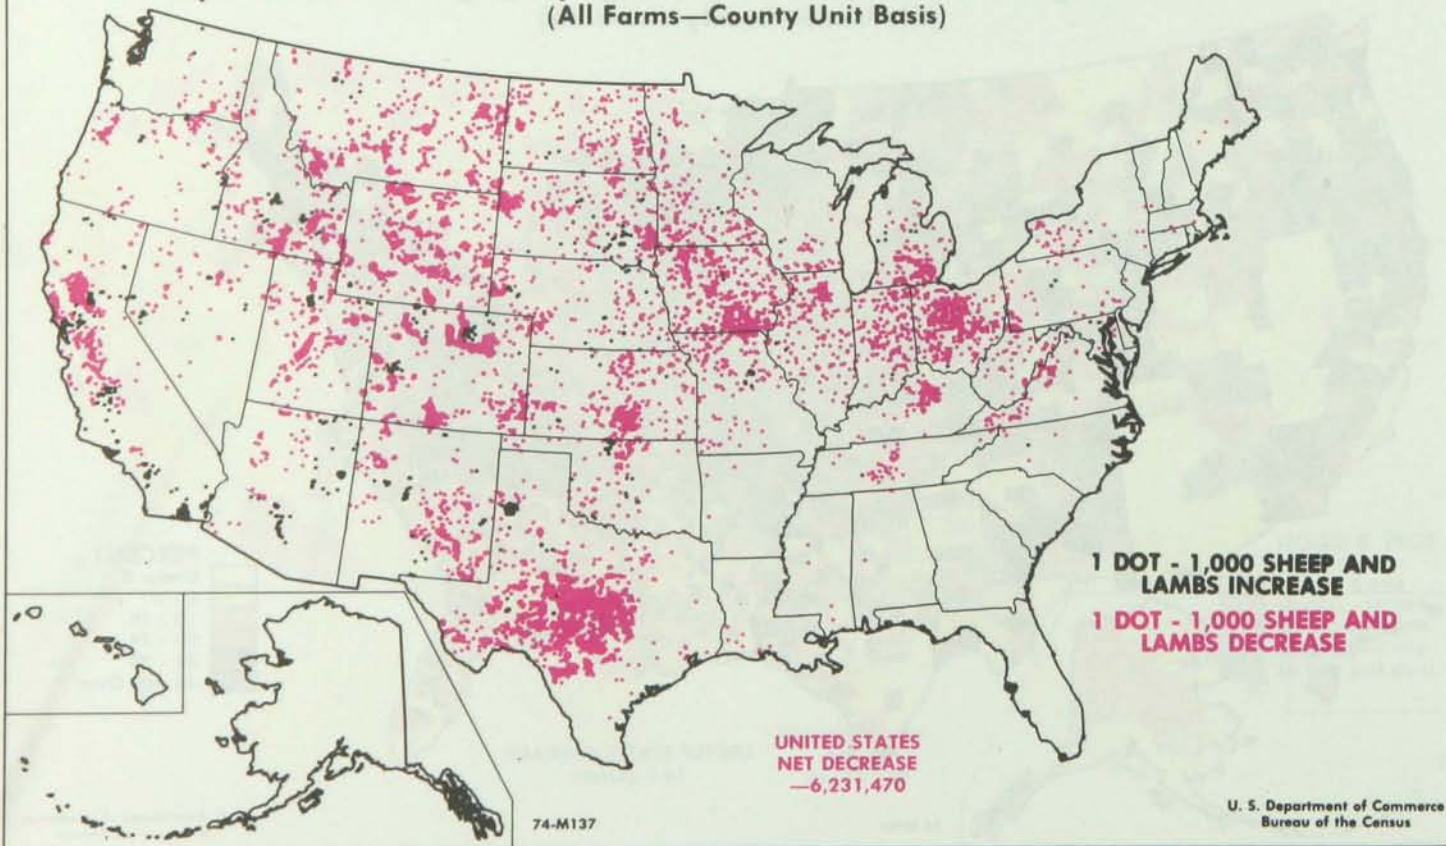 (All Farms—County Unit Basis)
1 DOT - 1,000 SHEEP AND
LAMBS INCREASE
1 DOT - 1,000 SHEEP AND
LAMBS DECREASE
UNITED STATES
NET DECREASE
—6,231,470
74-M137
U. S. Department of Commerce
Bureau of the Census